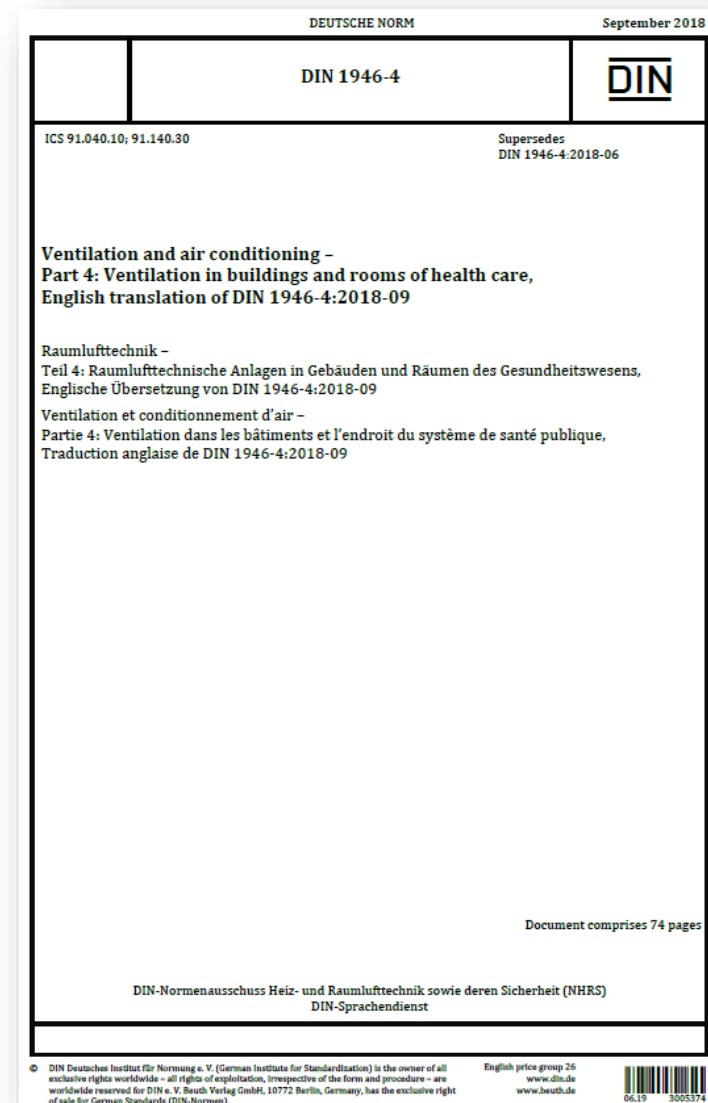 DEUTSCHE NORM
September 2018
DIN 1946-4
DIN
ICS 91.040.10; 91.140.30
Supersedes
DIN 1946-4:2018-06
Ventilation and air conditioning –
Part 4: Ventilation in buildings and rooms of health care,
English translation of DIN 1946-4:2018-09
Raumlufttechnik –
Teil 4: Raumlufttechnische Anlagen in Gebäuden und Räumen des Gesundheitswesens,
Englische Übersetzung von DIN 1946-4:2018-09
Ventilation et conditionnement d'air –
Partie 4: Ventilation dans les bâtiments et l'endroit du système de santé publique,
Traduction anglaise de DIN 1946-4:2018-09
Document comprises 74 pages
DIN-Normenausschuss Heiz- und Raumlufttechnik sowie deren Sicherheit (NHRS)
DIN-Sprachendienst
© DIN Deutsches Institut für Normung e. V. (German Institute for Standardization) is the owner of all
exclusive rights worldwide – all rights of exploitation, irrespective of the form and procedure – are
worldwide reserved for DIN e. V. Beuth Verlag GmbH, 10772 Berlin, Germany, has the exclusive right
of sale for German Standards (DIN-Normen).
English price group 26
www.din.de
www.beuth.de
06.19 3005374